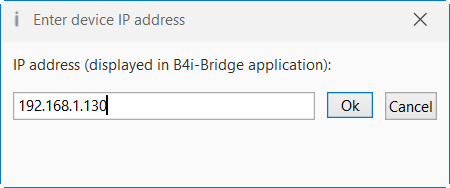 Enter device IP address
IP address (displayed in B4i-Bridge application):
192.168.1.130
Ok
Cancel